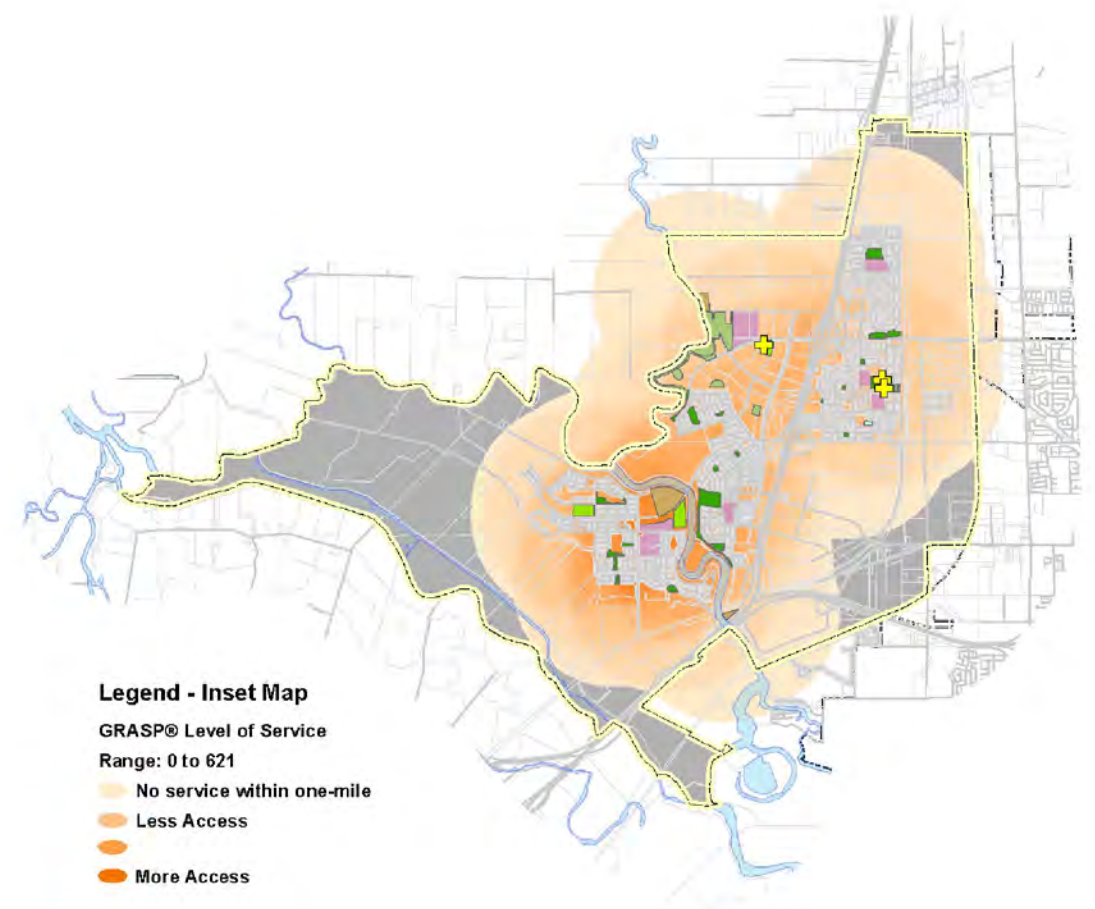 Legend - Inset Map
GRASP® Level of Service
Range: 0 to 621
No service within one-mile
Less Access
More Access